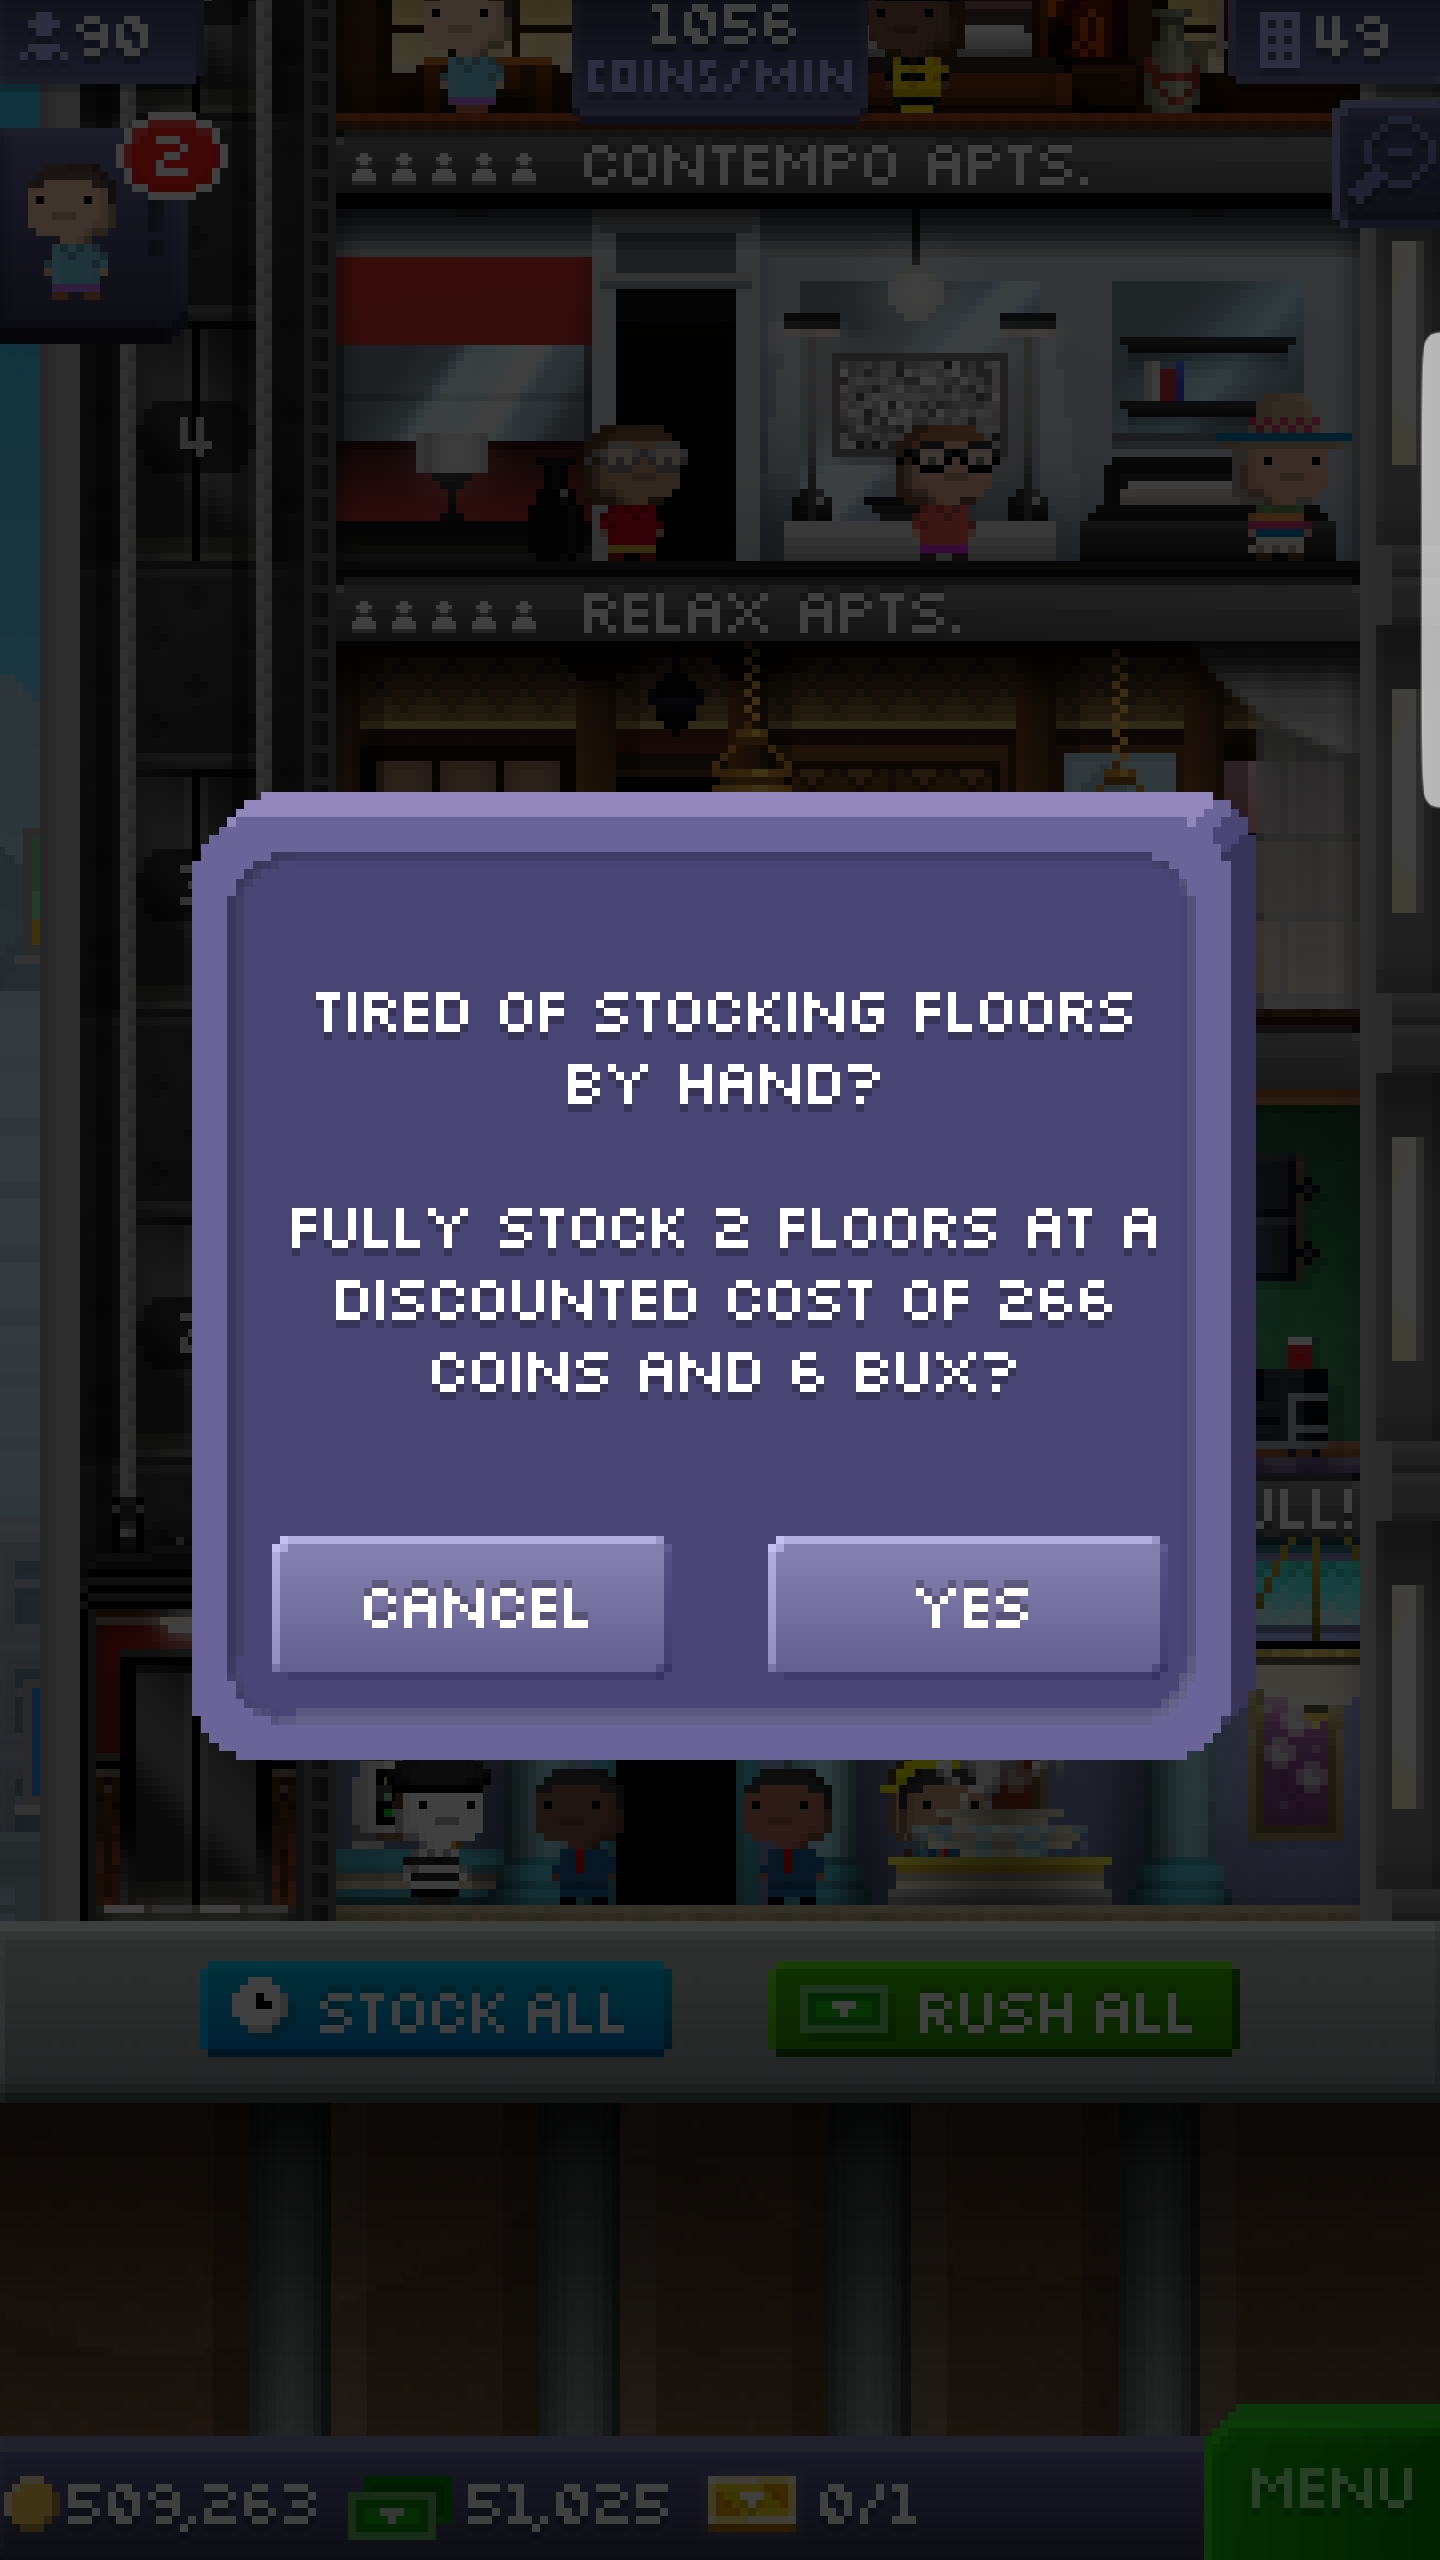 90
1056
COINS/MIN
49
2
CONTEMPO APTS.
4
RELAX APTS.
TIRED OF STOCKING FLOORS
BY HAND?
FULLY STOCK 2 FLOORS AT A
DISCOUNTED COST OF 266
COINS AND 6 BUX?
CANCEL
YES
STOCK ALL
RUSH ALL
509,263
51,025
0/1
MENU